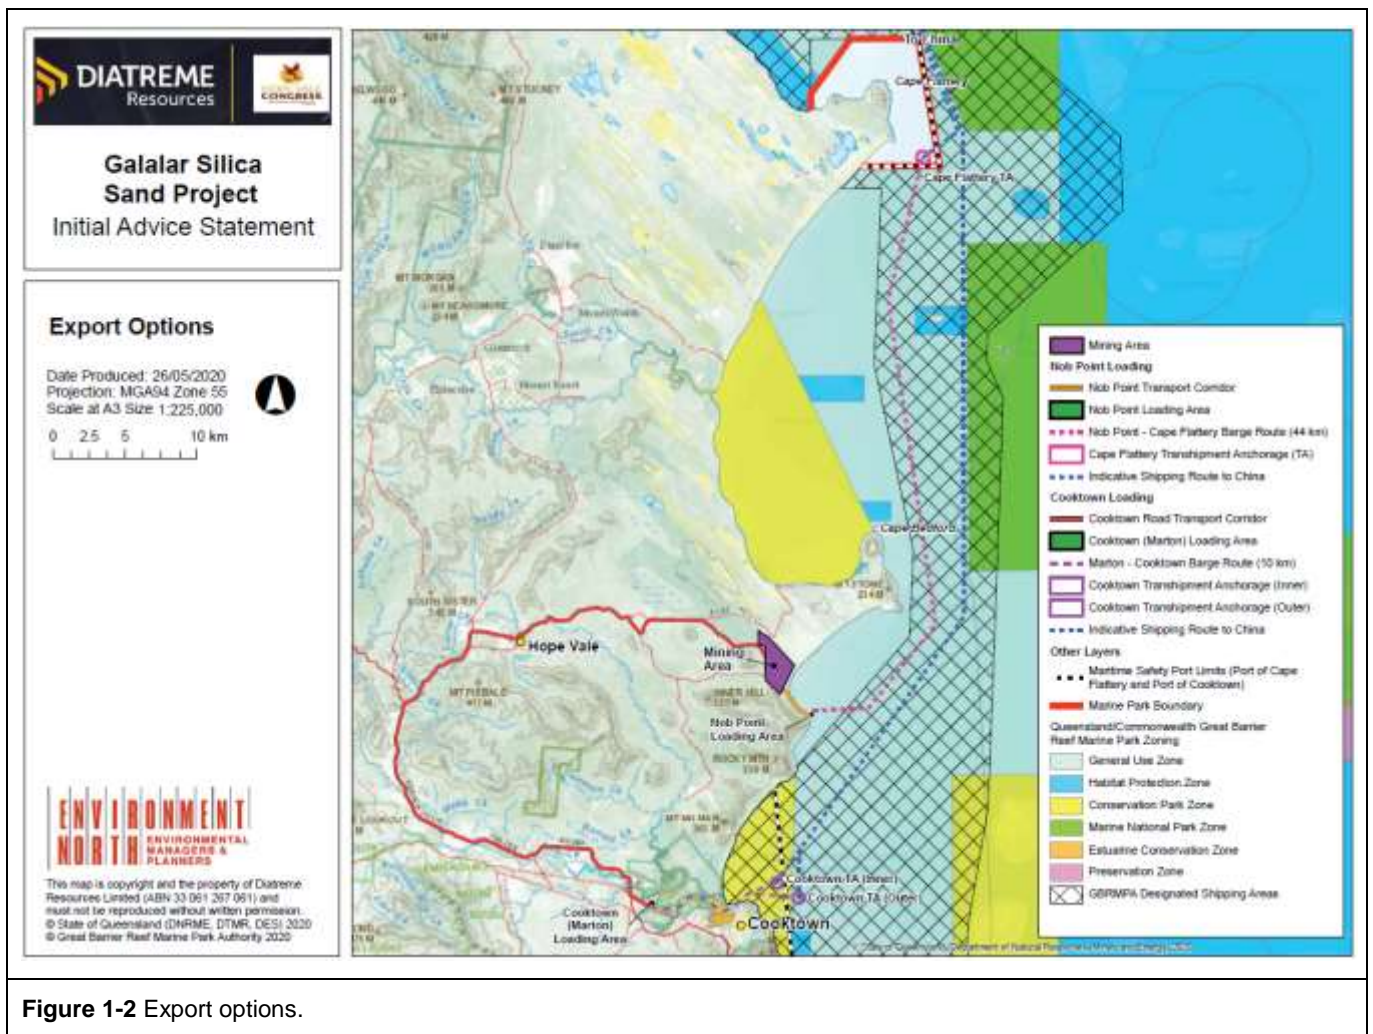 DIATREME
Resources
CONGRESS
Galalar Silica
Sand Project
Initial Advice Statement
Export Options
Date Produced: 26/05/2020
Projection: MGA94 Zone 55
Scale at A3 Size 1:225,000
0 2.5 5 10 km
ENVIRONMENT
NORTH ENVIRONMENTAL
MANAGERS &
PLANNERS
This map is copyright and the property of Diatreme
Resources Limited (ABN 33 061 267 061) and
must not be reproduced without written permission.
© State of Queensland (DNRME, DTMR, DES) 2020
© Great Barrier Reef Marine Park Authority 2020
To China
Cape Flattery
Cape Flattery TA
Cape Bedford
Hope Vale
Mining
Area
Nob Point
Loading Area
Cooktown TA (Inner)
Cooktown TA (Outer)
Cooktown
Cooktown
(Marton)
Loading Area
Mining Area
Nob Point Loading
Nob Point Transport Corridor
Nob Point Loading Area
Nob Point - Cape Flattery Barge Route (44 km)
Cape Flattery Transhipment Anchorage (TA)
Indicative Shipping Route to China
Cooktown Loading
Cooktown Road Transport Corridor
Cooktown (Marton) Loading Area
Marton - Cooktown Barge Route (10 km)
Cooktown Transhipment Anchorage (Inner)
Cooktown Transhipment Anchorage (Outer)
Indicative Shipping Route to China
Other Layers
Maritime Safety Port Limits (Port of Cape
Flattery and Port of Cooktown)
Marine Park Boundary
Queensland/Commonwealth Great Barrier
Reef Marine Park Zoning
General Use Zone
Habitat Protection Zone
Conservation Park Zone
Marine National Park Zone
Estuarine Conservation Zone
Preservation Zone
GBRMPA Designated Shipping Areas
Figure 1-2 Export options.